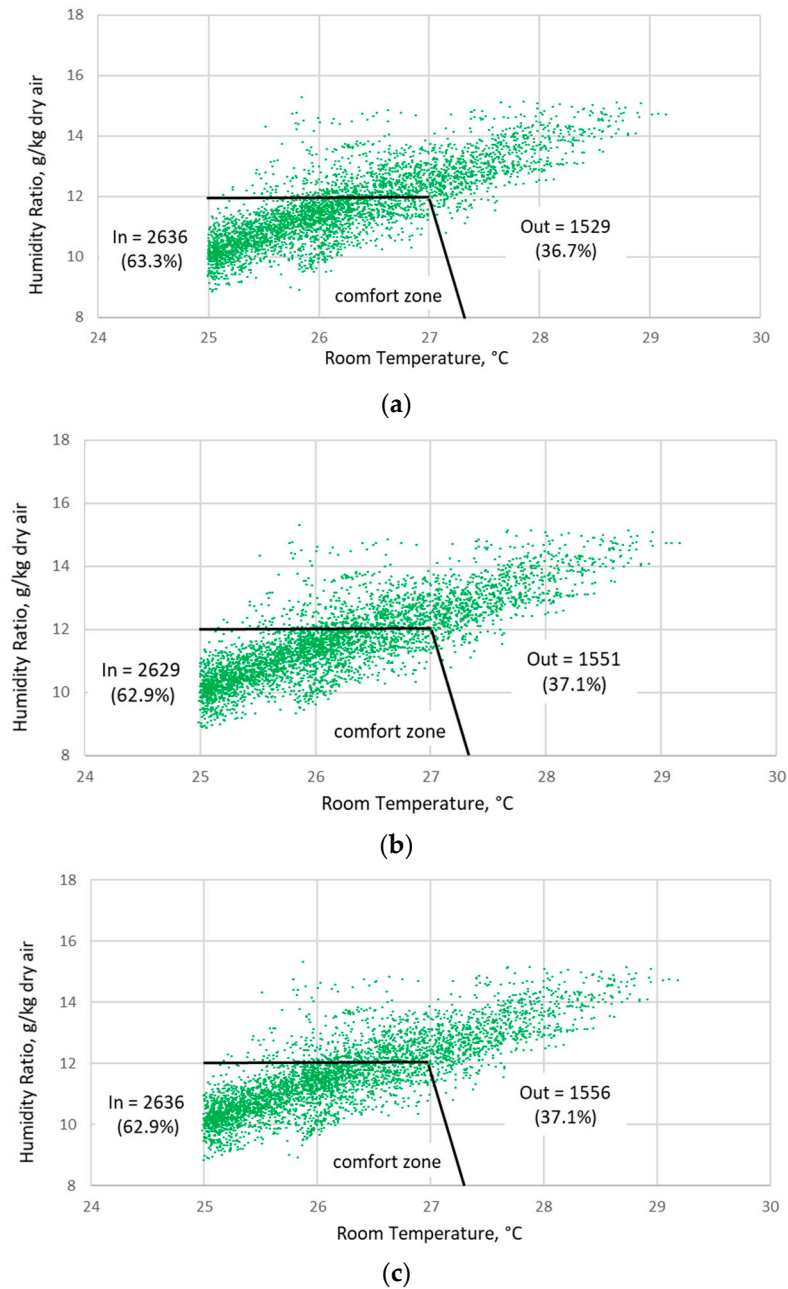 18
16
14
12
10
8
Humidity Ratio, g/kg dry air
In = 2636
(63.3%)
Out = 1529
(36.7%)
comfort zone
24 25 26 27 28 29 30
Room Temperature, °C
(a)
18
16
14
12
10
8
Humidity Ratio, g/kg dry air
In = 2629
(62.9%)
Out = 1551
(37.1%)
comfort zone
24 25 26 27 28 29 30
Room Temperature, °C
(b)
18
16
14
12
10
8
Humidity Ratio, g/kg dry air
In = 2636
(62.9%)
Out = 1556
(37.1%)
comfort zone
24 25 26 27 28 29 30
Room Temperature, °C
(c)